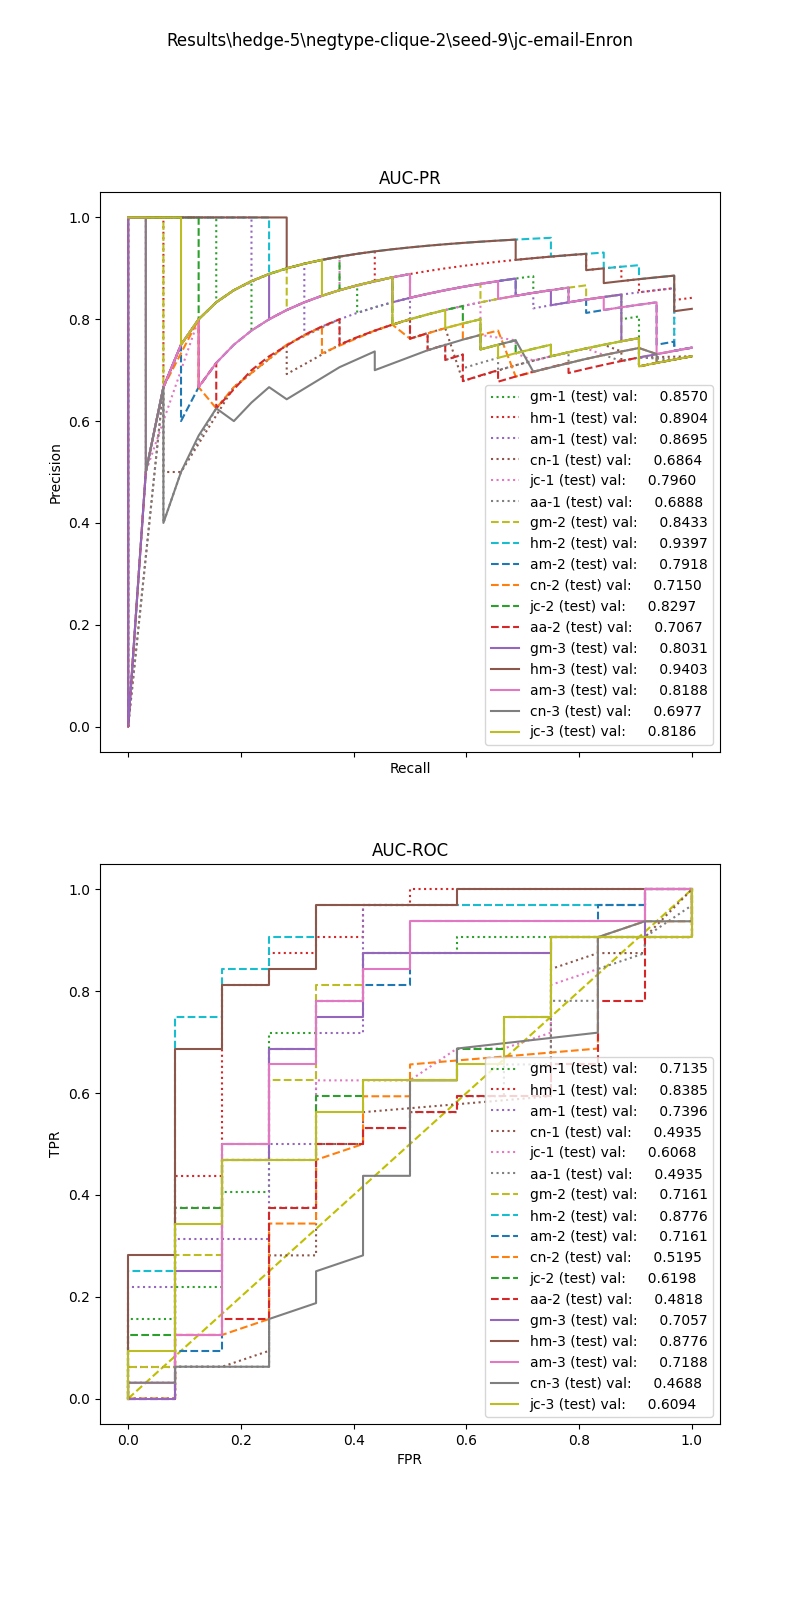 Results\hedge-5\negtype-clique-2\seed-9\jc-email-Enron
AUC-PR
1.0
0.8
0.6
0.4
0.2
0.0
Precision
gm-1 (test) val: 0.8570
hm-1 (test) val: 0.8904
am-1 (test) val: 0.8695
cn-1 (test) val: 0.6864
jc-1 (test) val: 0.7960
aa-1 (test) val: 0.6888
gm-2 (test) val: 0.8433
hm-2 (test) val: 0.9397
am-2 (test) val: 0.7918
cn-2 (test) val: 0.7150
jc-2 (test) val: 0.8297
aa-2 (test) val: 0.7067
gm-3 (test) val: 0.8031
hm-3 (test) val: 0.9403
am-3 (test) val: 0.8188
cn-3 (test) val: 0.6977
jc-3 (test) val: 0.8186
Recall
AUC-ROC
1.0
0.8
0.6
0.4
0.2
0.0
TPR
gm-1 (test) val: 0.7135
hm-1 (test) val: 0.8385
am-1 (test) val: 0.7396
cn-1 (test) val: 0.4935
jc-1 (test) val: 0.6068
aa-1 (test) val: 0.4935
gm-2 (test) val: 0.7161
hm-2 (test) val: 0.8776
am-2 (test) val: 0.7161
cn-2 (test) val: 0.5195
jc-2 (test) val: 0.6198
aa-2 (test) val: 0.4818
gm-3 (test) val: 0.7057
hm-3 (test) val: 0.8776
am-3 (test) val: 0.7188
cn-3 (test) val: 0.4688
jc-3 (test) val: 0.6094
0.0 0.2 0.4 0.6 0.8 1.0
FPR